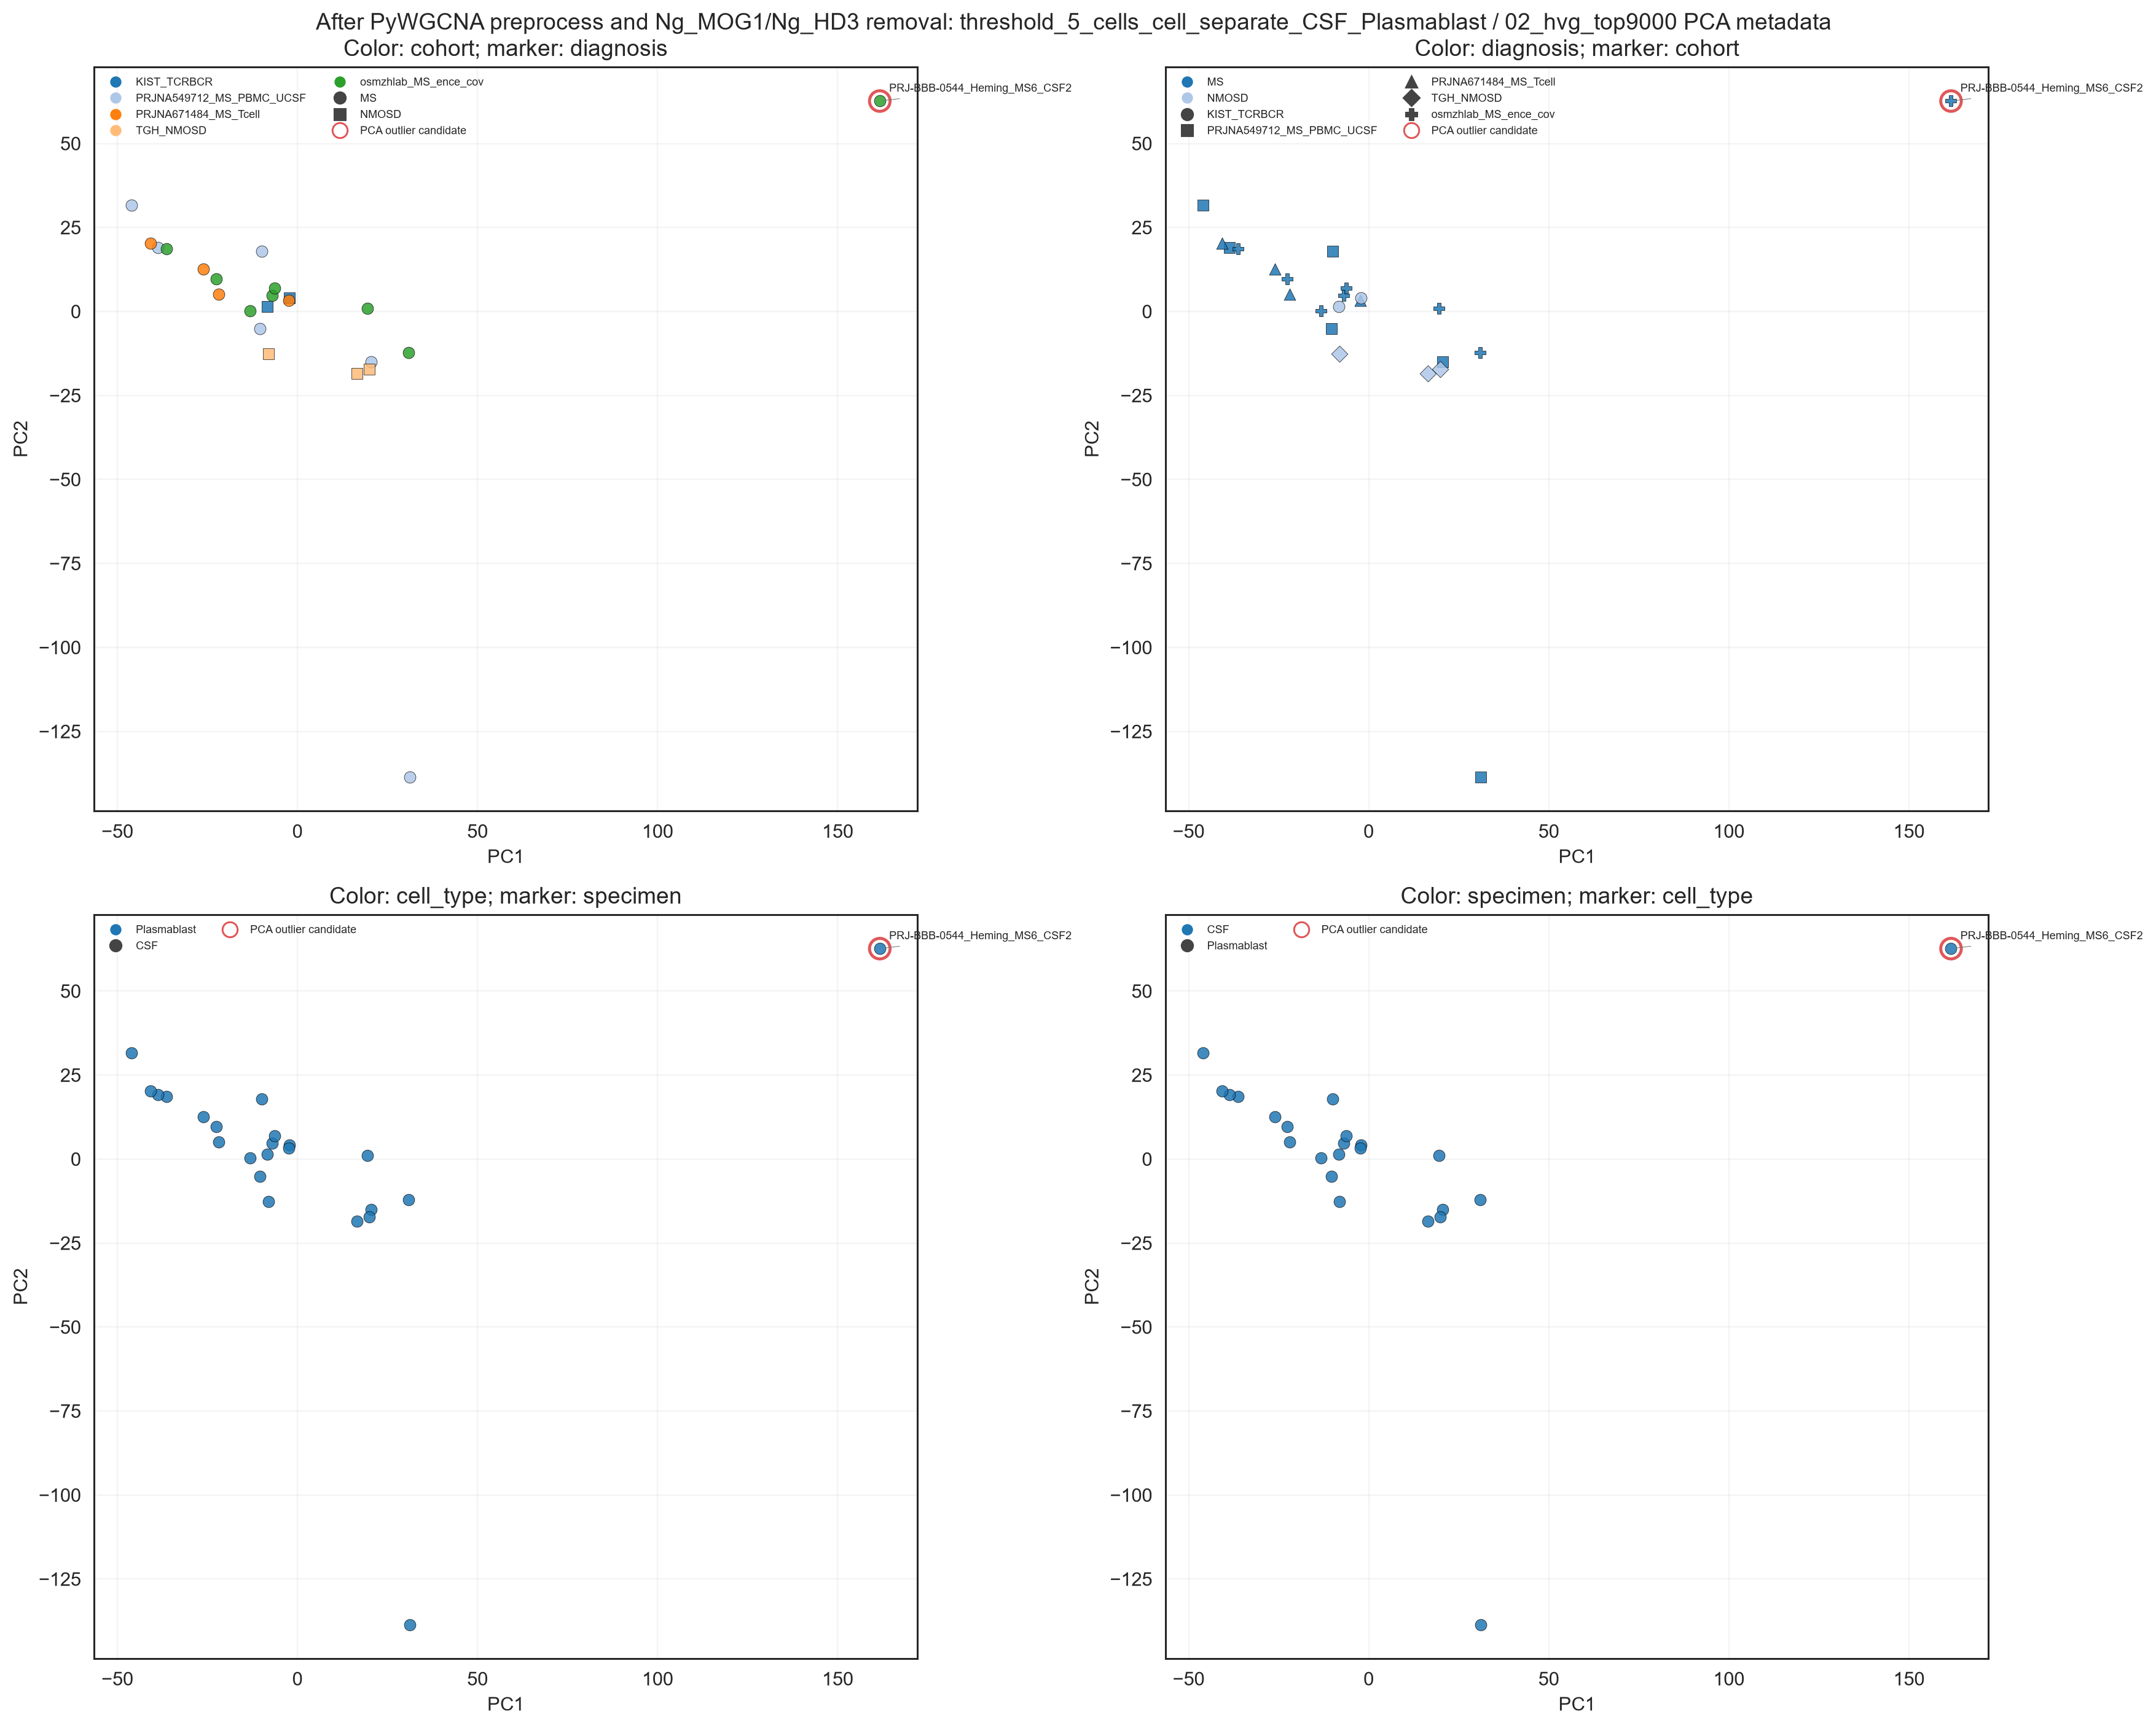 After PyWGCNA preprocess and Ng_MOG1/Ng_HD3 removal: threshold_5_cells_cell_separate_CSF_Plasmablast / 02_hvg_top9000 PCA metadata
Color: cohort; marker: diagnosis
KIST_TCRBCR
PRJNA549712_MS_PBMC_UCSF
PRJNA671484_MS_Tcell
TGH_NMOSD
osmzhlab_MS_ence_cov
MS
NMOSD
PCA outlier candidate
PRJ-BBB-0544_Heming_MS6_CSF2
50
25
0
−25
−50
−75
−100
−125
PC2
−50 0 50 100 150
PC1
Color: diagnosis; marker: cohort
MS
NMOSD
KIST_TCRBCR
PRJNA549712_MS_PBMC_UCSF
PRJNA671484_MS_Tcell
TGH_NMOSD
osmzhlab_MS_ence_cov
PCA outlier candidate
PRJ-BBB-0544_Heming_MS6_CSF2
50
25
0
−25
−50
−75
−100
−125
PC2
−50 0 50 100 150
PC1
Color: cell_type; marker: specimen
Plasmablast
CSF
PCA outlier candidate
PRJ-BBB-0544_Heming_MS6_CSF2
50
25
0
−25
−50
−75
−100
−125
PC2
−50 0 50 100 150
PC1
Color: specimen; marker: cell_type
CSF
Plasmablast
PCA outlier candidate
PRJ-BBB-0544_Heming_MS6_CSF2
50
25
0
−25
−50
−75
−100
−125
PC2
−50 0 50 100 150
PC1